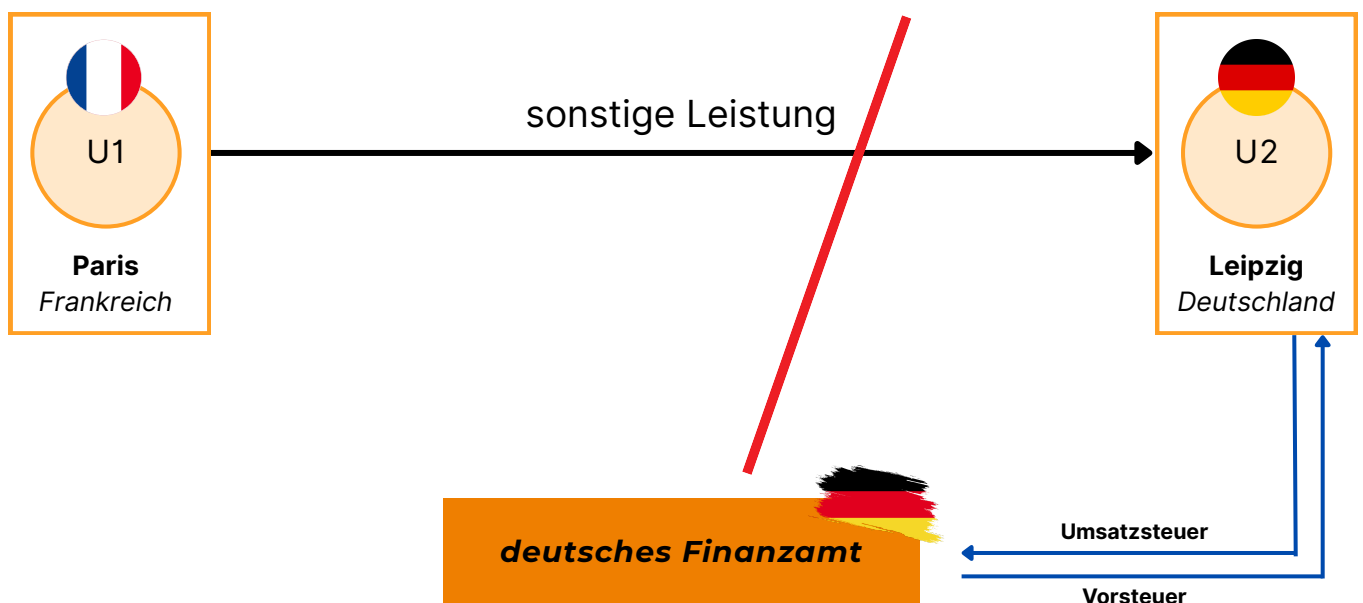 sonstige Leistung
U1
U2
Paris
Frankreich
Leipzig
Deutschland
deutsches Finanzamt
Umsatzsteuer
Vorsteuer